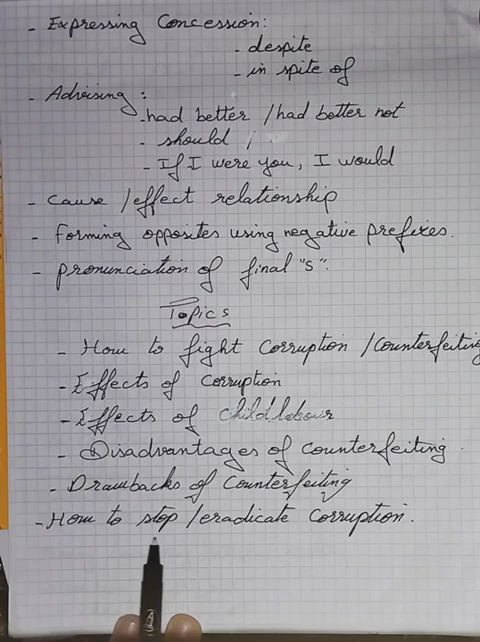 - Expressing Concession:
- despite
- in spite of
- Advising:
- had better / had better not
- should ;
- If I were you, I would
- Cause / effect relationship
- Forming opposites using negative prefixes.
- pronunciation of final "s".
Topics
- How to fight corruption / counterfeiting
- Effects of corruption
- Effects of child labour
- Disadvantages of counterfeiting.
- Drawbacks of counterfeiting
- How to stop / eradicate corruption.